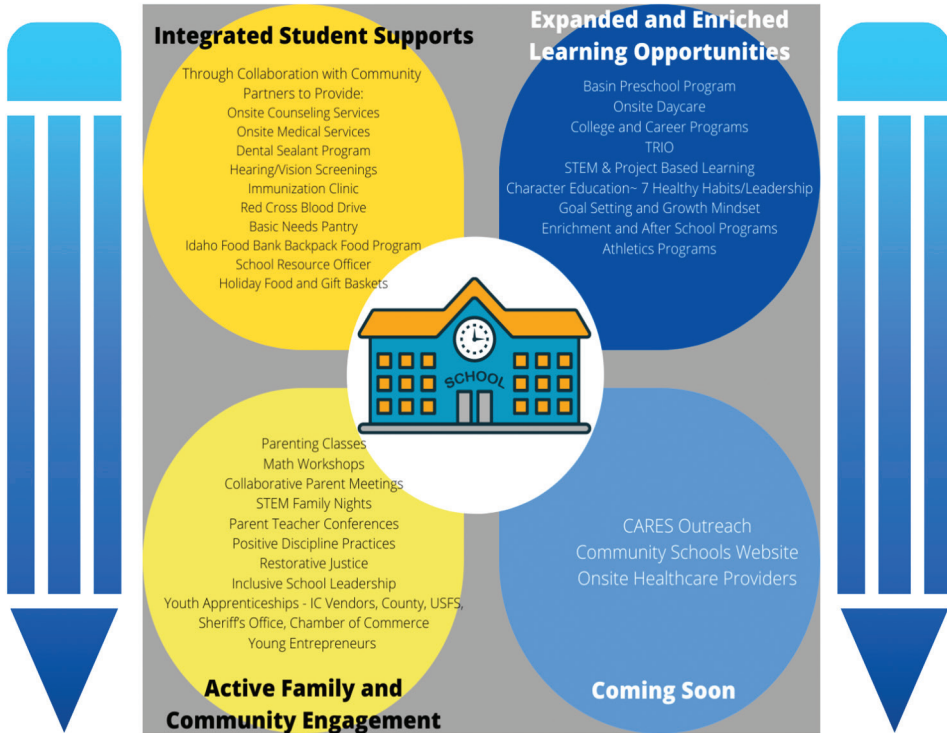 Integrated Student Supports
Through Collaboration with Community
Partners to Provide:
Onsite Counseling Services
Onsite Medical Services
Dental Sealant Program
Hearing/Vision Screenings
Immunization Clinic
Red Cross Blood Drive
Basic Needs Pantry
Idaho Food Bank Backpack Food Program
School Resource Officer
Holiday Food and Gift Baskets
Expanded and Enriched
Learning Opportunities
Basin Preschool Program
Onsite Daycare
College and Career Programs
TRIO
STEM & Project Based Learning
Character Education~ 7 Healthy Habits/Leadership
Goal Setting and Growth Mindset
Enrichment and After School Programs
Athletics Programs
SCHOOL
Parenting Classes
Math Workshops
Collaborative Parent Meetings
STEM Family Nights
Parent Teacher Conferences
Positive Discipline Practices
Restorative Justice
Inclusive School Leadership
Youth Apprenticeships - IC Vendors, County, USFS,
Sheriff's Office, Chamber of Commerce
Young Entrepreneurs
Active Family and
Community Engagement
CARES Outreach
Community Schools Website
Onsite Healthcare Providers
Coming Soon